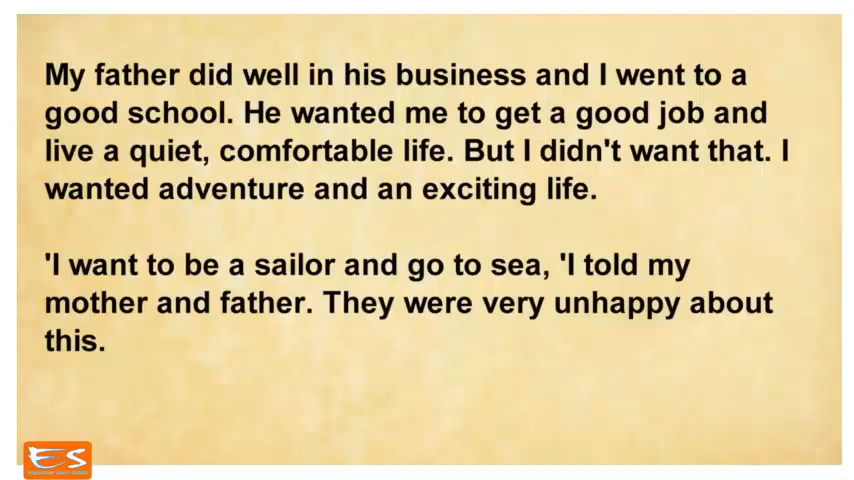 My father did well in his business and I went to a
good school. He wanted me to get a good job and
live a quiet, comfortable life. But I didn't want that. I
wanted adventure and an exciting life.
'I want to be a sailor and go to sea, 'I told my
mother and father. They were very unhappy about
this.
ES